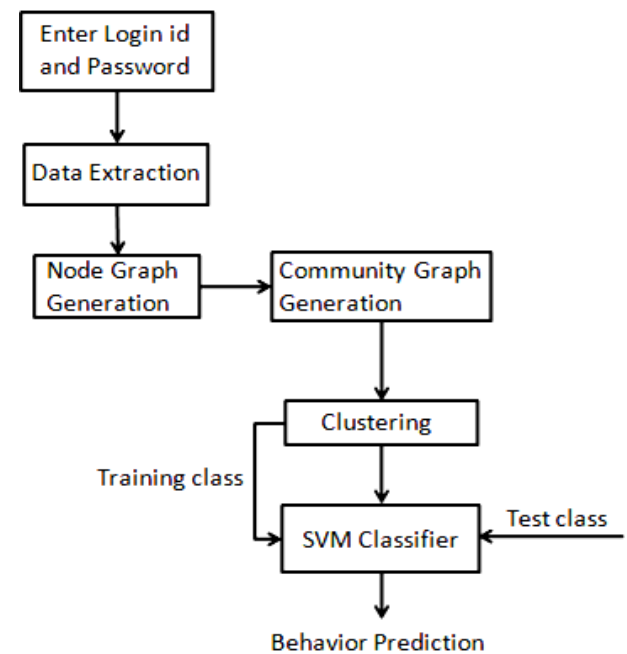 Enter Login id
and Password
Data Extraction
Node Graph
Generation
Community Graph
Generation
Clustering
Training class
Test class
SVM Classifier
Behavior Prediction